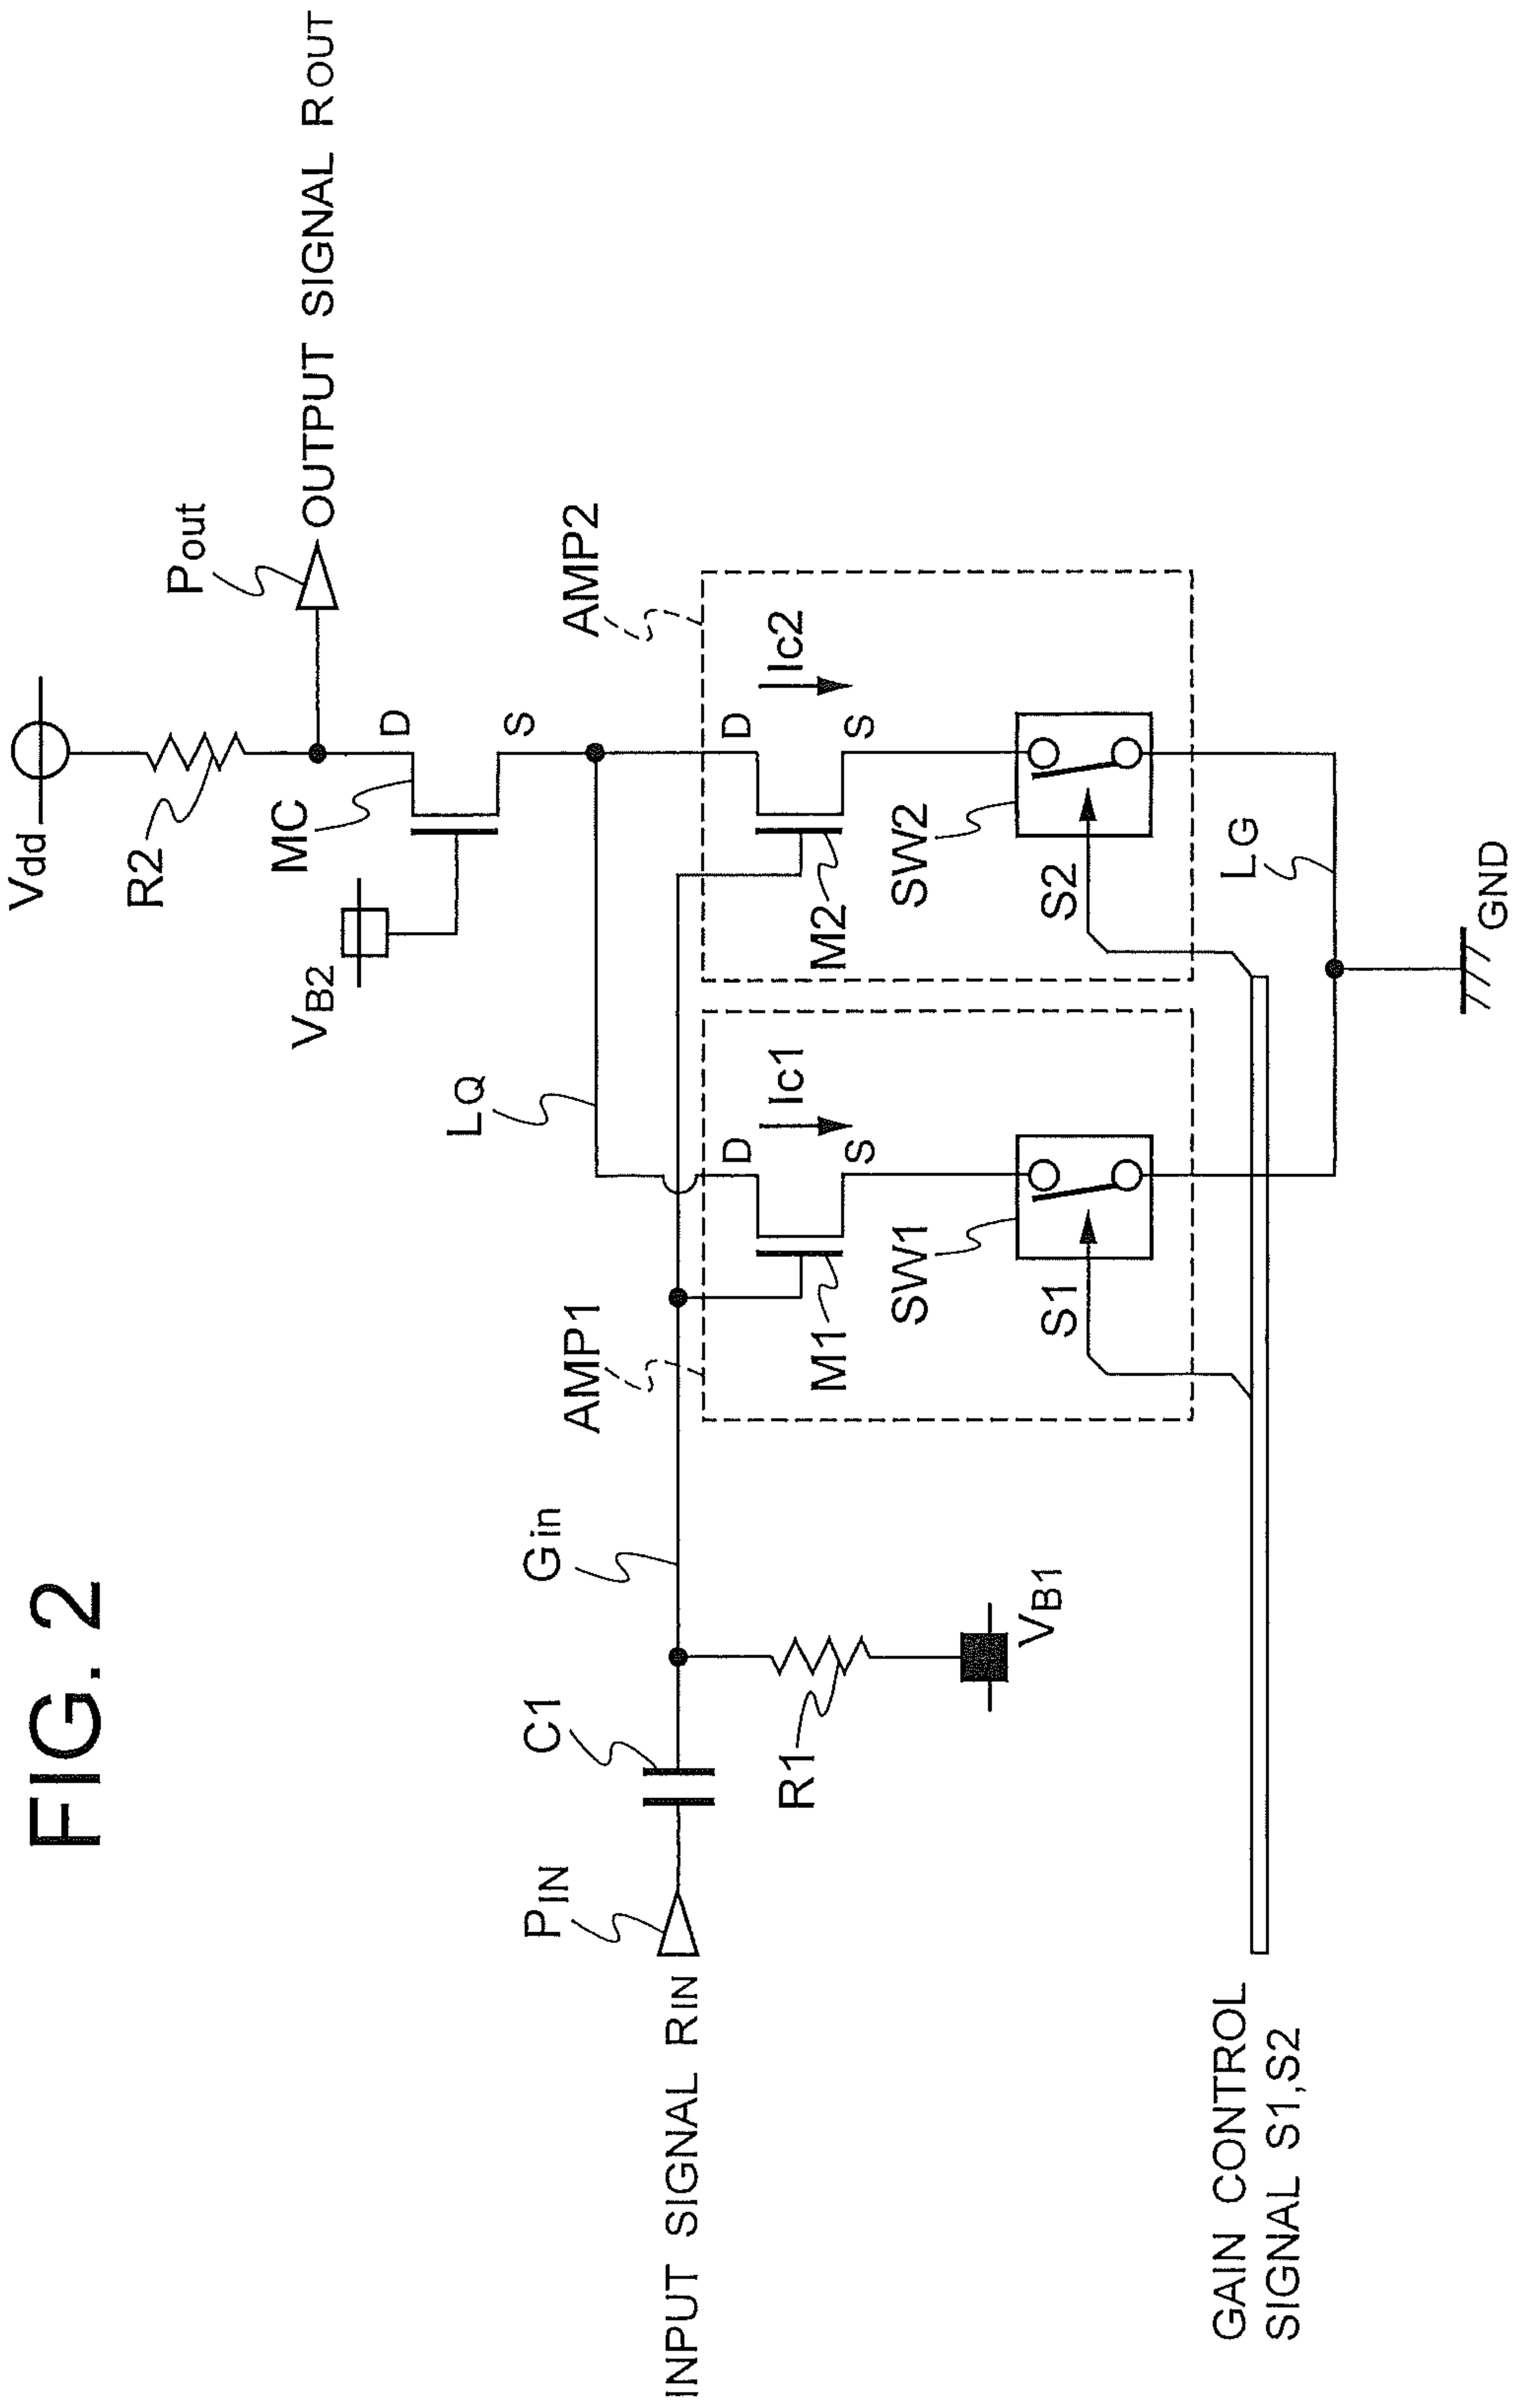 FIG. 2
Vdd
R2
Pout
OUTPUT SIGNAL ROUT
MC
D
S
VB2
LQ
AMP1
AMP2
PIN
C1
Gin
INPUT SIGNAL RIN
R1
VB1
D
Ic1
S
M1
SW1
S1
D
Ic2
S
M2
SW2
S2
LG
GND
GAIN CONTROL
SIGNAL S1,S2